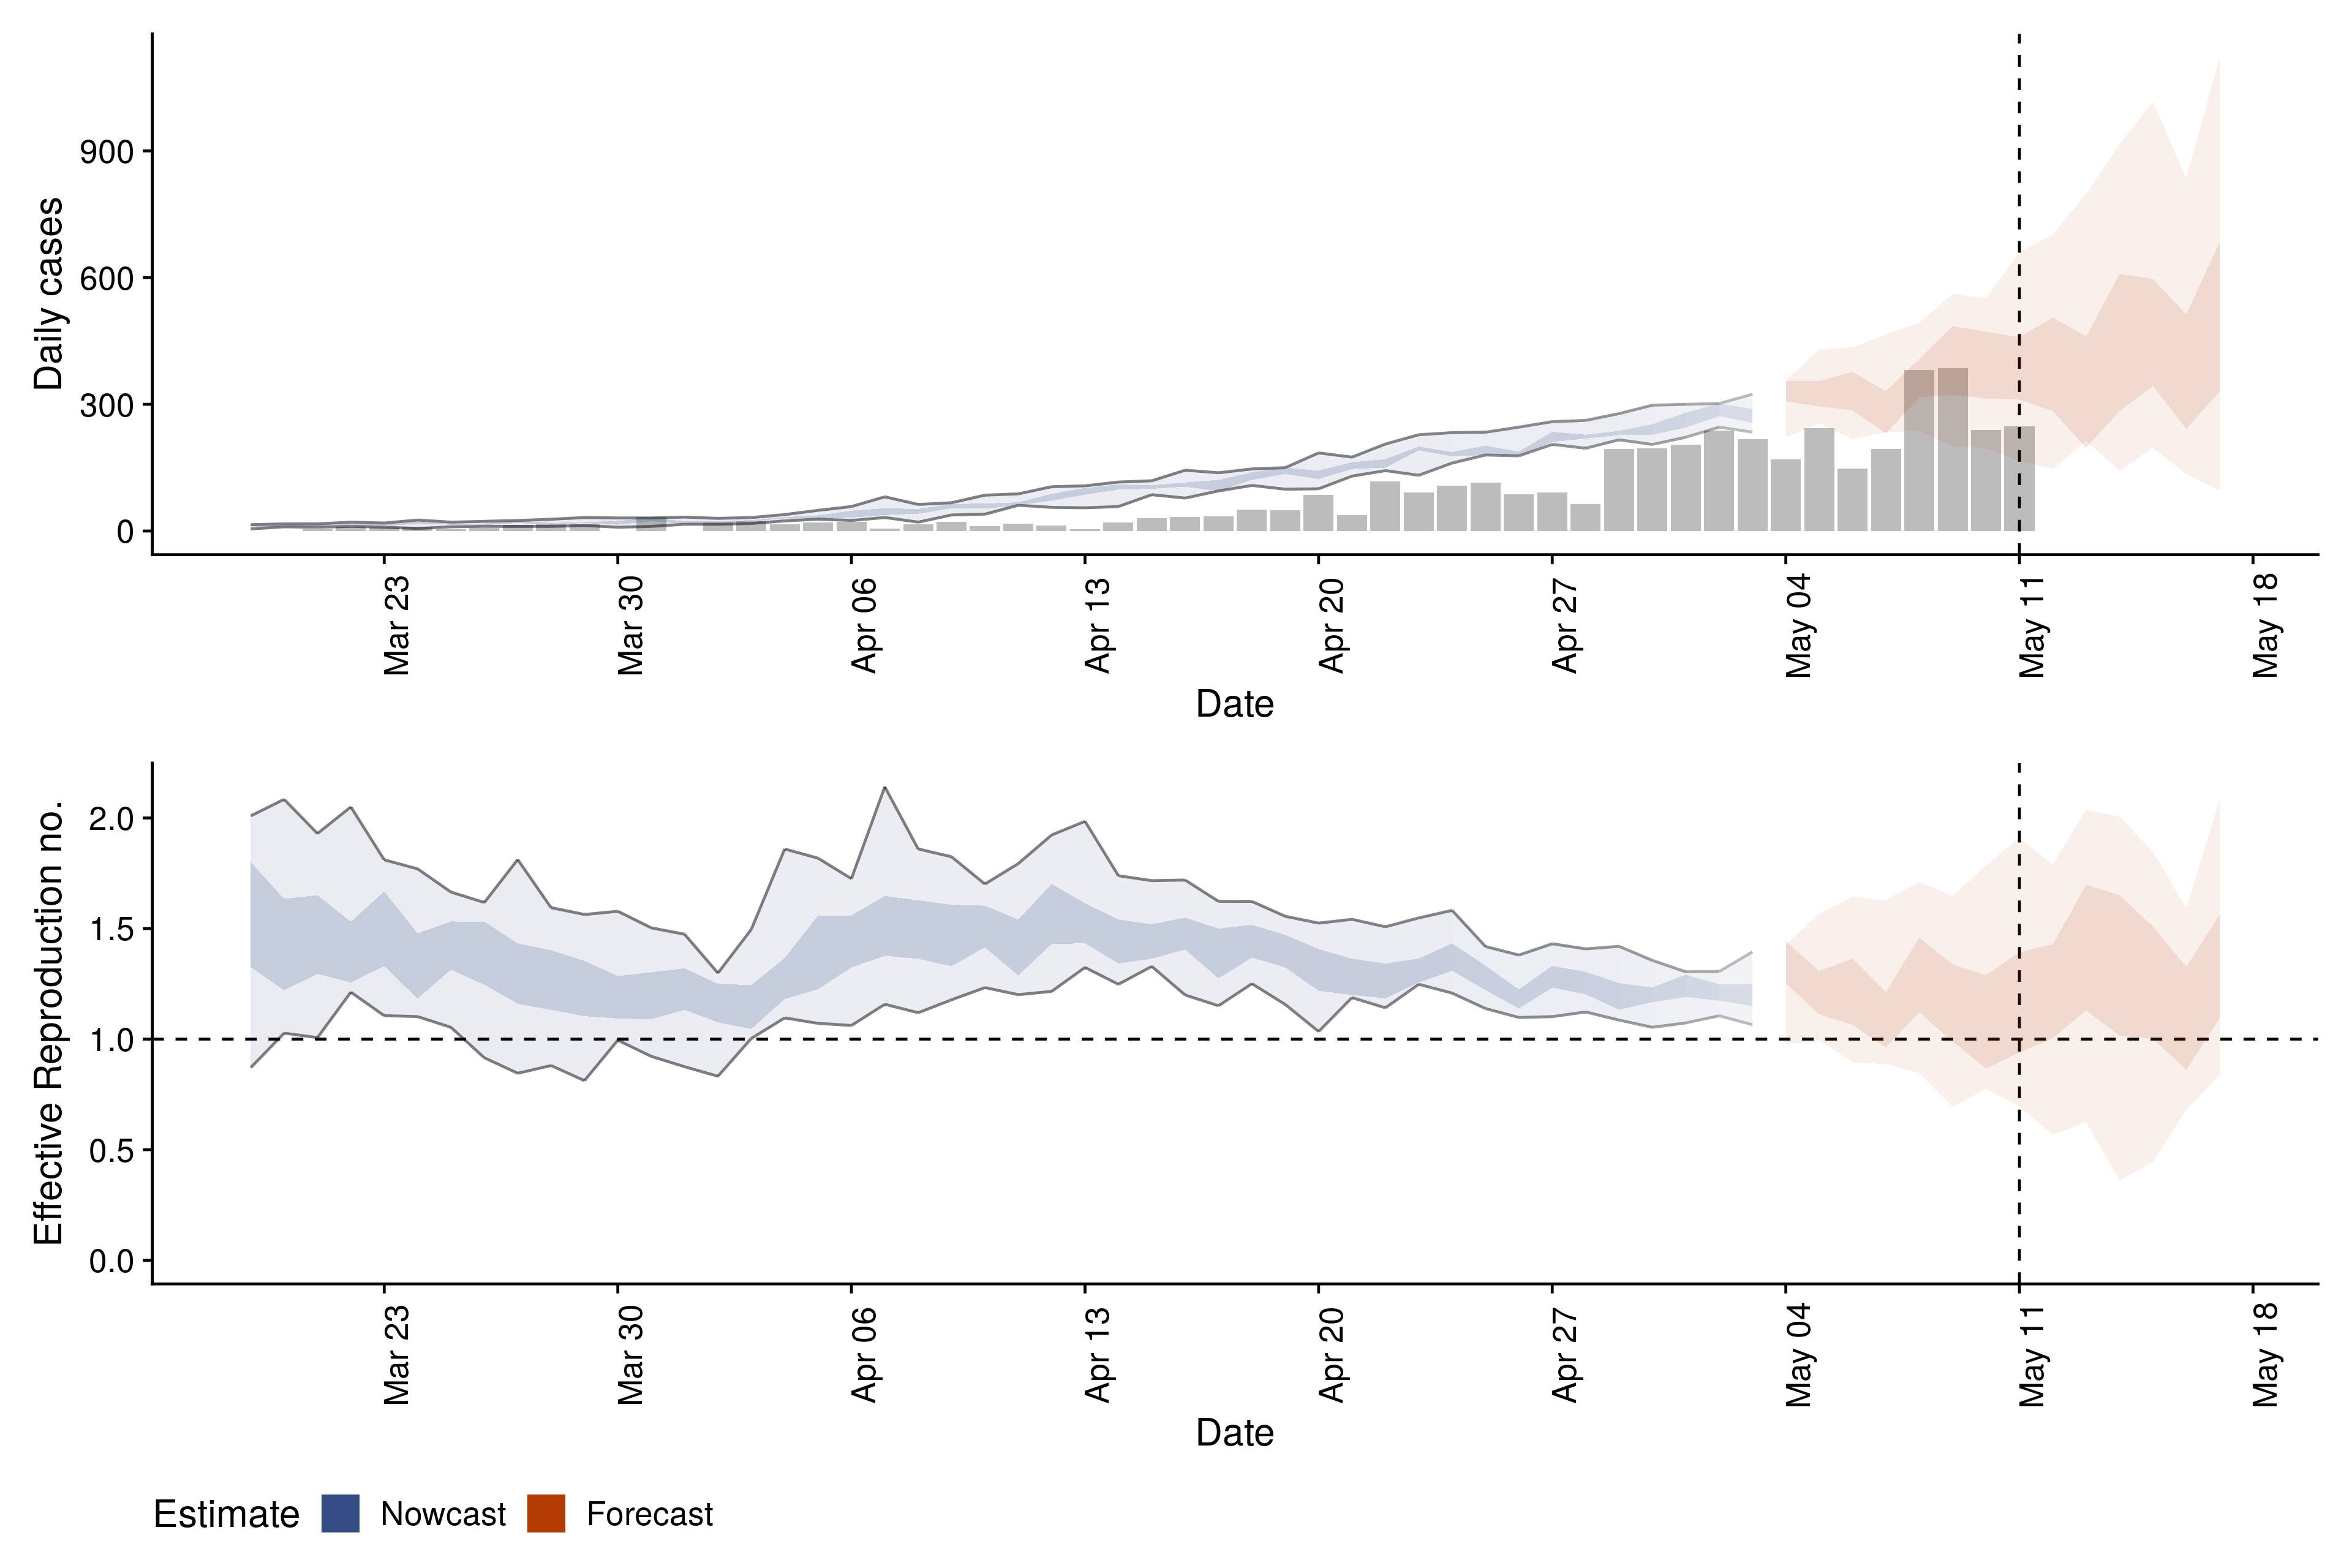 Daily cases
900
600
300
0
Mar 23
Mar 30
Apr 06
Apr 13
Apr 20
Apr 27
May 04
May 11
May 18
Date
Effective Reproduction no.
2.0
1.5
1.0
0.5
0.0
Mar 23
Mar 30
Apr 06
Apr 13
Apr 20
Apr 27
May 04
May 11
May 18
Date
Estimate Nowcast Forecast